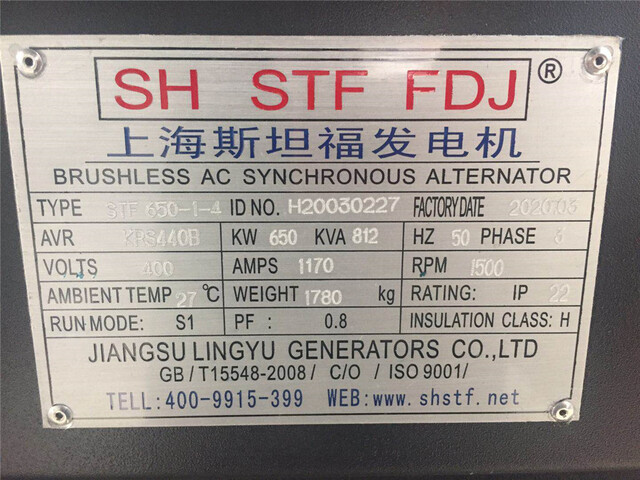 SH STF FDJ ®
上海斯坦福发电机
BRUSHLESS AC SYNCHRONOUS ALTERNATOR
TYPE STF 650-1-4 ID NO. H20030227 FACTORY DATE 2020.03
AVR KRS440B KW 650 KVA 812 HZ 50 PHASE
VOLTS 400 AMPS 1170 RPM 1500
AMBIENT TEMP 27 ℃ WEIGHT 1780 kg RATING: IP 22
RUN MODE: S1 PF: 0.8 INSULATION CLASS: H
JIANGSU LINGYU GENERATORS CO.,LTD
GB/T15548-2008/ C/O / ISO 9001/
TELL:400-9915-399 WEB:www.shstf.net